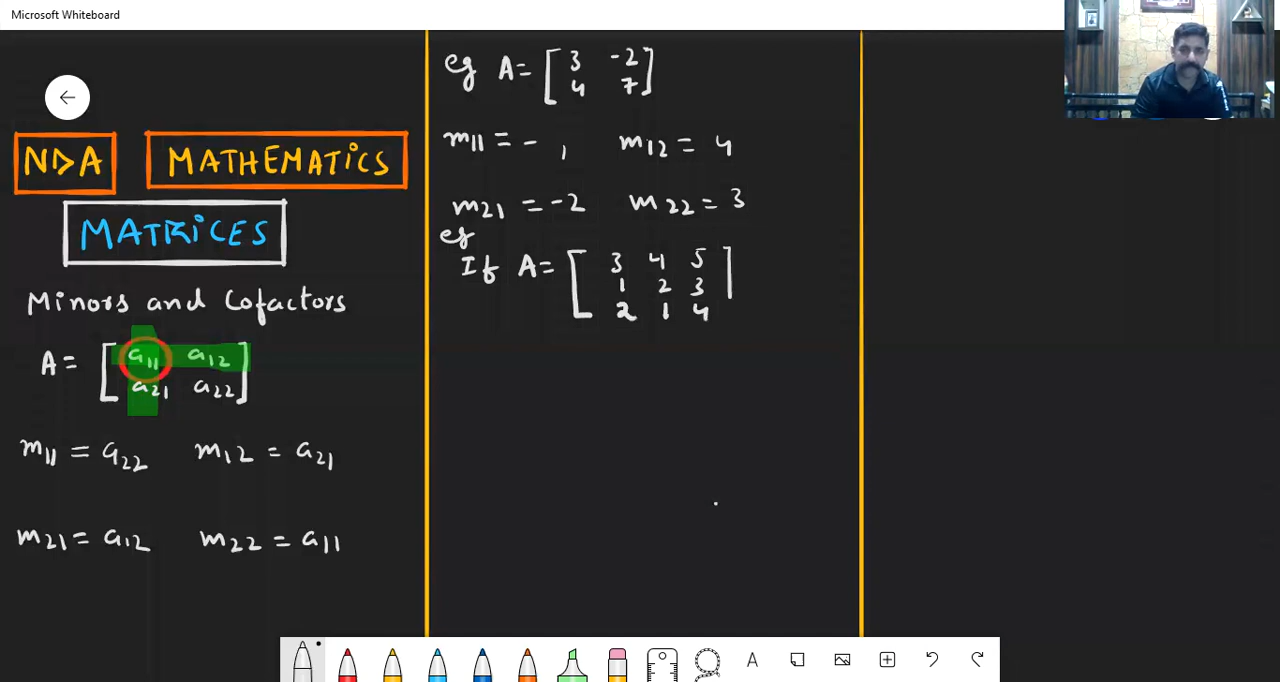 Microsoft Whiteboard
NDA MATHEMATICS
MATRICES
Minors and Cofactors
A = [ a11 a12
a21 a22 ]
m11 = a22 m12 = a21
m21 = a12 m22 = a11
eg A = [ 3 -2
4 7 ]
m11 = - , m12 = 4
m21 = -2 m22 = 3
eg
If A = [ 3 4 5
1 2 3
2 1 4 ]
A